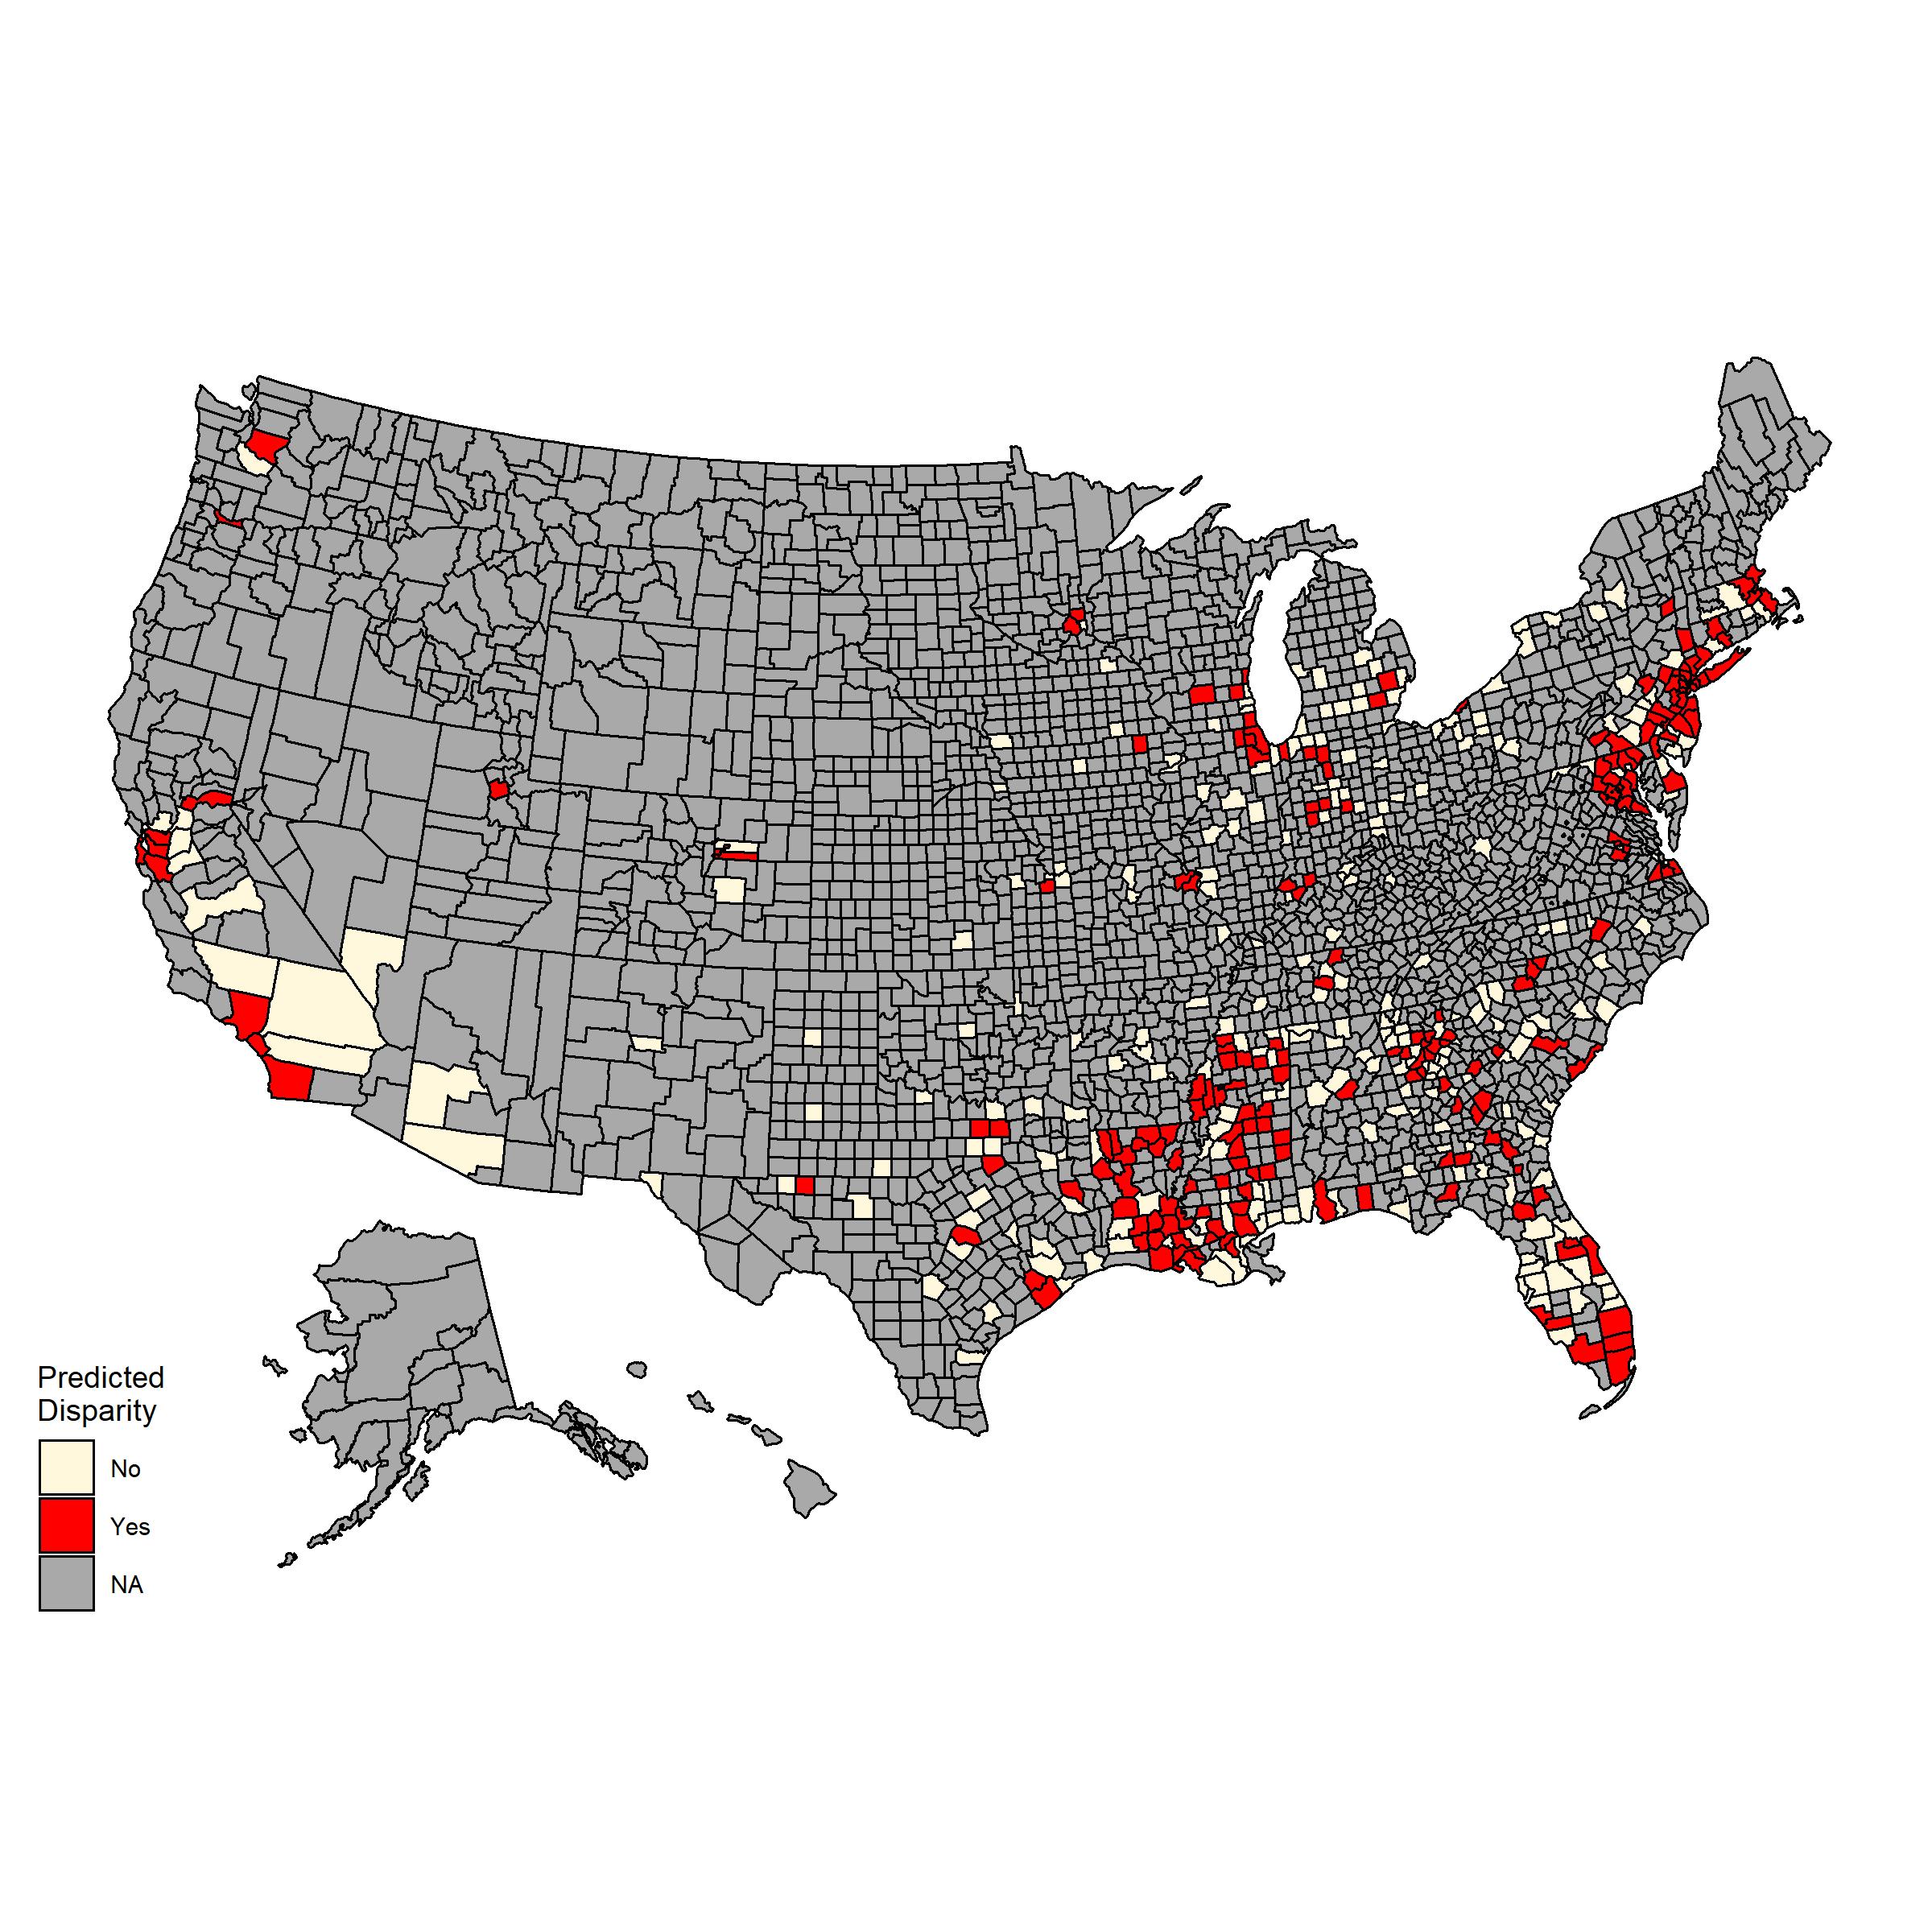 Predicted
Disparity
No
Yes
NA